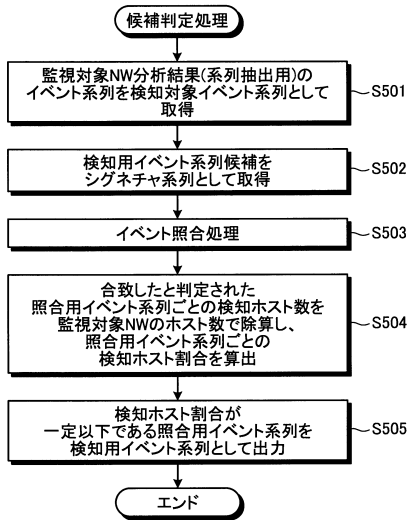 候補判定処理
監視対象NW分析結果(系列抽出用)の
イベント系列を検知対象イベント系列として
取得
S501
検知用イベント系列候補を
シグネチャ系列として取得
S502
イベント照合処理
S503
合致したと判定された
照合用イベント系列ごとの検知ホスト数を
監視対象NWのホスト数で除算し、
照合用イベント系列ごとの
検知ホスト割合を算出
S504
検知ホスト割合が
一定以下である照合用イベント系列を
検知用イベント系列として出力
S505
エンド